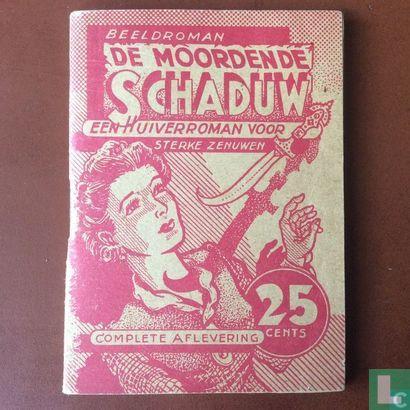 BEELDROMAN
DE MOORDENDE
SCHADUW
EEN HUIVERROMAN VOOR
STERKE ZENUWEN
25
CENTS
COMPLETE AFLEVERING